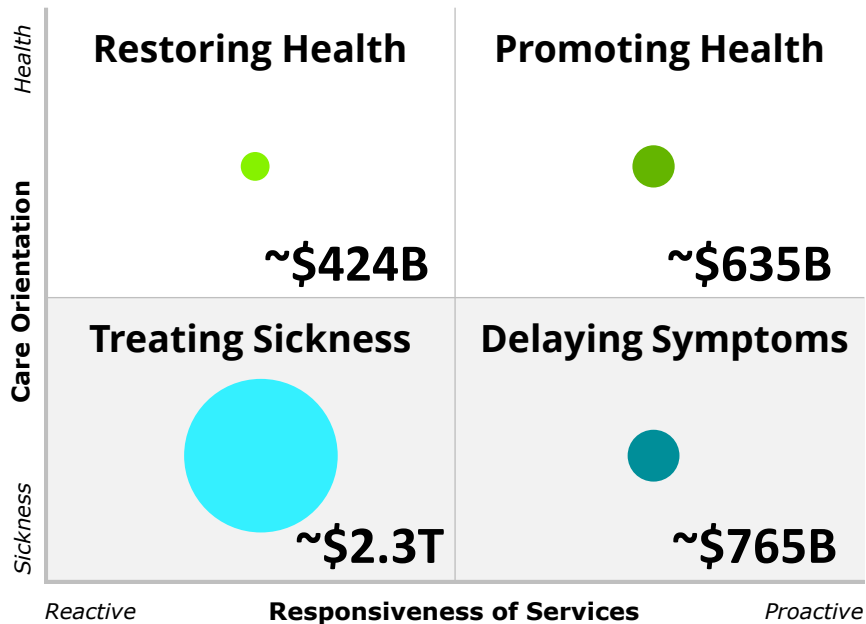 Health
Care Orientation
Sickness
Restoring Health
~$424B
Promoting Health
~$635B
Treating Sickness
~$2.3T
Delaying Symptoms
~$765B
Reactive
Responsiveness of Services
Proactive